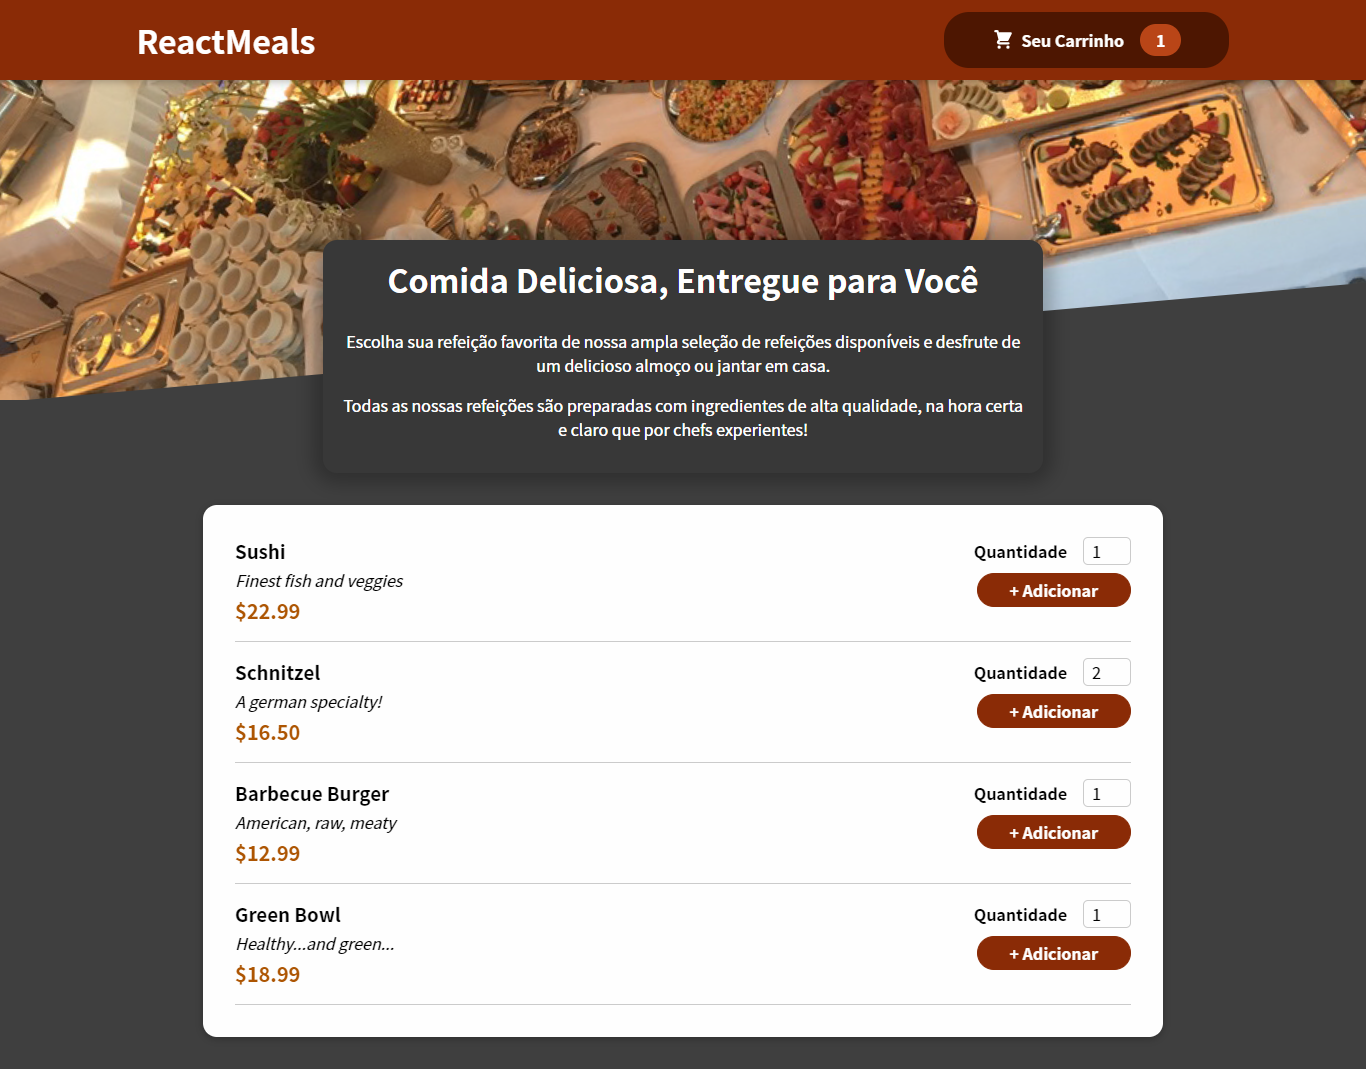 ReactMeals
Seu Carrinho 1
Comida Deliciosa, Entregue para Você
Escolha sua refeição favorita de nossa ampla seleção de refeições disponíveis e desfrute de
um delicioso almoço ou jantar em casa.
Todas as nossas refeições são preparadas com ingredientes de alta qualidade, na hora certa
e claro que por chefs experientes!
Sushi
Finest fish and veggies
$22.99
Quantidade 1
+ Adicionar
Schnitzel
A german specialty!
$16.50
Quantidade 2
+ Adicionar
Barbecue Burger
American, raw, meaty
$12.99
Quantidade 1
+ Adicionar
Green Bowl
Healthy...and green...
$18.99
Quantidade 1
+ Adicionar